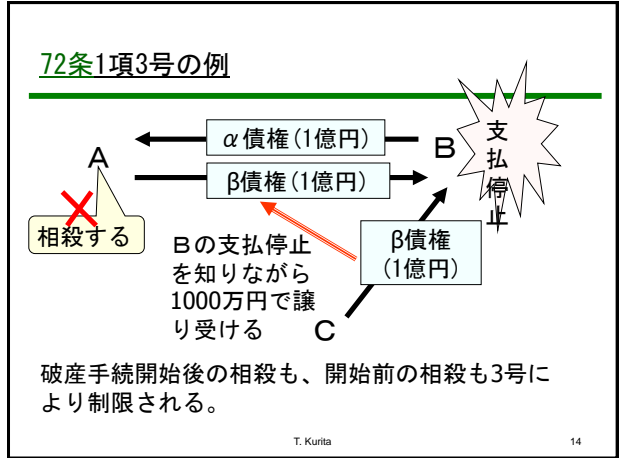 72条1項3号の例
α債権(1億円)
B
支
払
停
止
A
β債権(1億円)
相殺する
Bの支払停止
を知りながら
1000万円で譲
り受ける
β債権
(1億円)
C
破産手続開始後の相殺も、開始前の相殺も3号に
より制限される。
T. Kurita
14